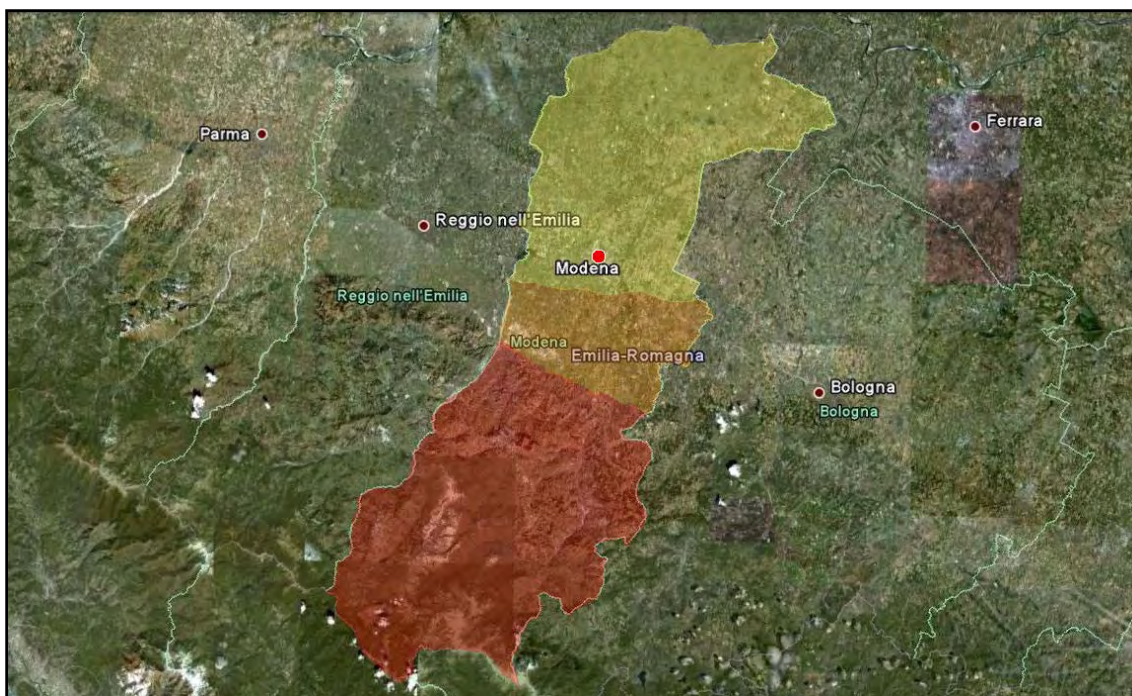 Parma
Ferrara
Reggio nell'Emilia
Modena
Reggio nell'Emilia
Modena
Emilia-Romagna
Bologna
Bologna